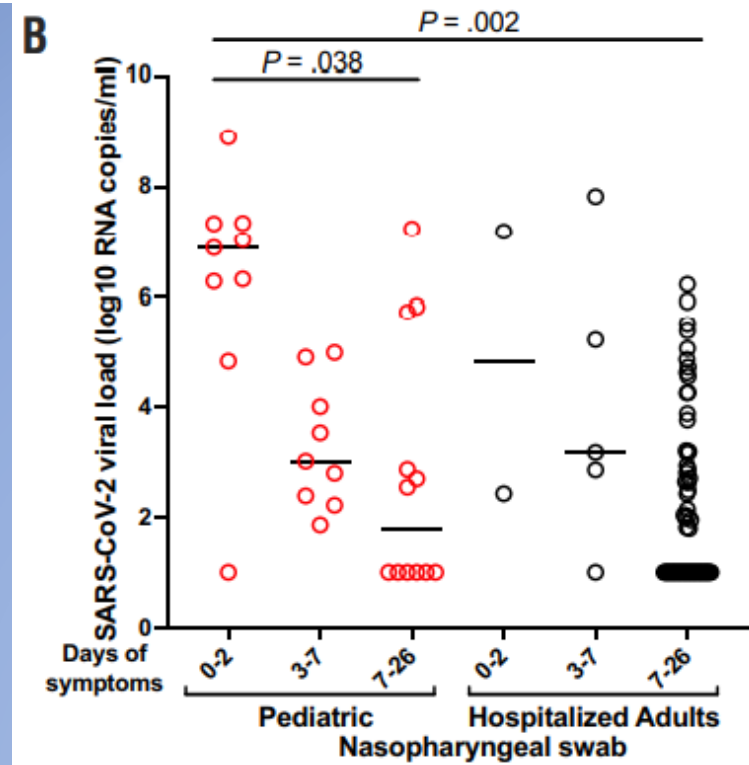 B
P = .002
P = .038
SARS-CoV-2 viral load (log10 RNA copies/ml)
10
8
6
4
2
0
Days of
symptoms
0-2
3-7
7-26
0-2
3-7
7-26
Pediatric
Hospitalized Adults
Nasopharyngeal swab